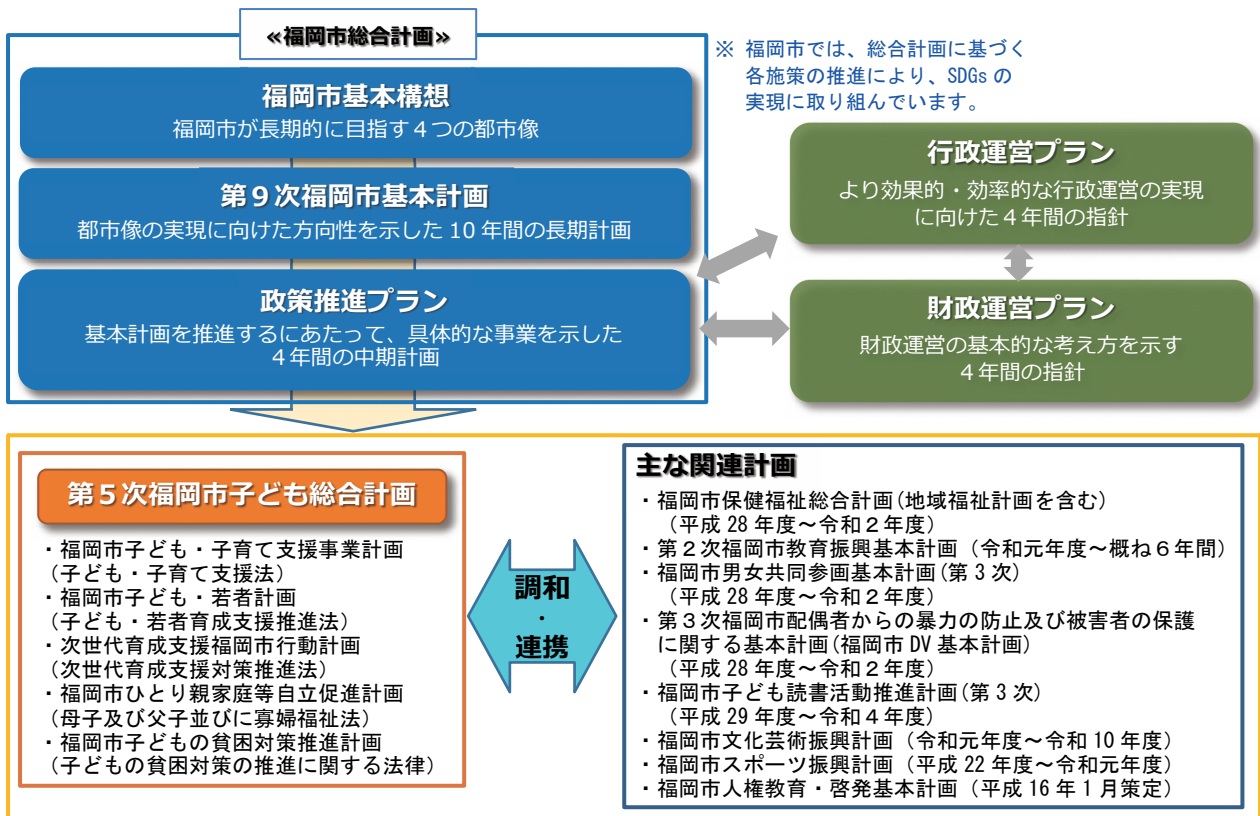 ≪福岡市総合計画≫
福岡市基本構想
福岡市が長期的に目指す４つの都市像
第９次福岡市基本計画
都市像の実現に向けた方向性を示した 10 年間の長期計画
政策推進プラン
基本計画を推進するにあたって、具体的な事業を示した
４年間の中期計画
※ 福岡市では、総合計画に基づく
各施策の推進により、SDGs の
実現に取り組んでいます。
行政運営プラン
より効果的・効率的な行政運営の実現
に向けた４年間の指針
財政運営プラン
財政運営の基本的な考え方を示す
４年間の指針
第５次福岡市子ども総合計画
・福岡市子ども・子育て支援事業計画
（子ども・子育て支援法）
・福岡市子ども・若者計画
（子ども・若者育成支援推進法）
・次世代育成支援福岡市行動計画
（次世代育成支援対策推進法）
・福岡市ひとり親家庭等自立促進計画
（母子及び父子並びに寡婦福祉法）
・福岡市子どもの貧困対策推進計画
（子どもの貧困対策の推進に関する法律）
調和
・
連携
主な関連計画
・福岡市保健福祉総合計画(地域福祉計画を含む)
（平成 28 年度～令和２年度）
・第２次福岡市教育振興基本計画（令和元年度～概ね６年間）
・福岡市男女共同参画基本計画(第３次)
（平成 28 年度～令和２年度）
・第３次福岡市配偶者からの暴力の防止及び被害者の保護
に関する基本計画(福岡市 DV 基本計画)
（平成 28 年度～令和２年度）
・福岡市子ども読書活動推進計画(第３次)
（平成 29 年度～令和４年度）
・福岡市文化芸術振興計画（令和元年度～令和 10 年度）
・福岡市スポーツ振興計画（平成 22 年度～令和元年度）
・福岡市人権教育・啓発基本計画（平成 16 年１月策定）